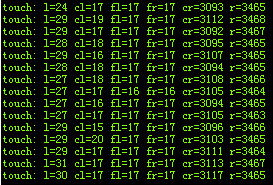 touch: l=24 cl=17 fl=17 fr=17 cr=3093 r=3465
touch: l=29 cl=19 fl=17 fr=17 cr=3112 r=3468
touch: l=29 cl=17 fl=17 fr=17 cr=3092 r=3467
touch: l=28 cl=18 fl=17 fr=17 cr=3095 r=3465
touch: l=29 cl=16 fl=17 fr=17 cr=3107 r=3465
touch: l=28 cl=18 fl=17 fr=17 cr=3094 r=3465
touch: l=27 cl=18 fl=17 fr=17 cr=3108 r=3466
touch: l=27 cl=17 fl=16 fr=16 cr=3105 r=3464
touch: l=27 cl=16 fl=17 fr=17 cr=3094 r=3465
touch: l=27 cl=17 fl=17 fr=17 cr=3105 r=3463
touch: l=29 cl=15 fl=17 fr=17 cr=3096 r=3466
touch: l=29 cl=20 fl=17 fr=17 cr=3103 r=3465
touch: l=29 cl=17 fl=17 fr=17 cr=3111 r=3464
touch: l=31 cl=17 fl=17 fr=17 cr=3113 r=3467
touch: l=30 cl=17 fl=17 fr=17 cr=3117 r=3465